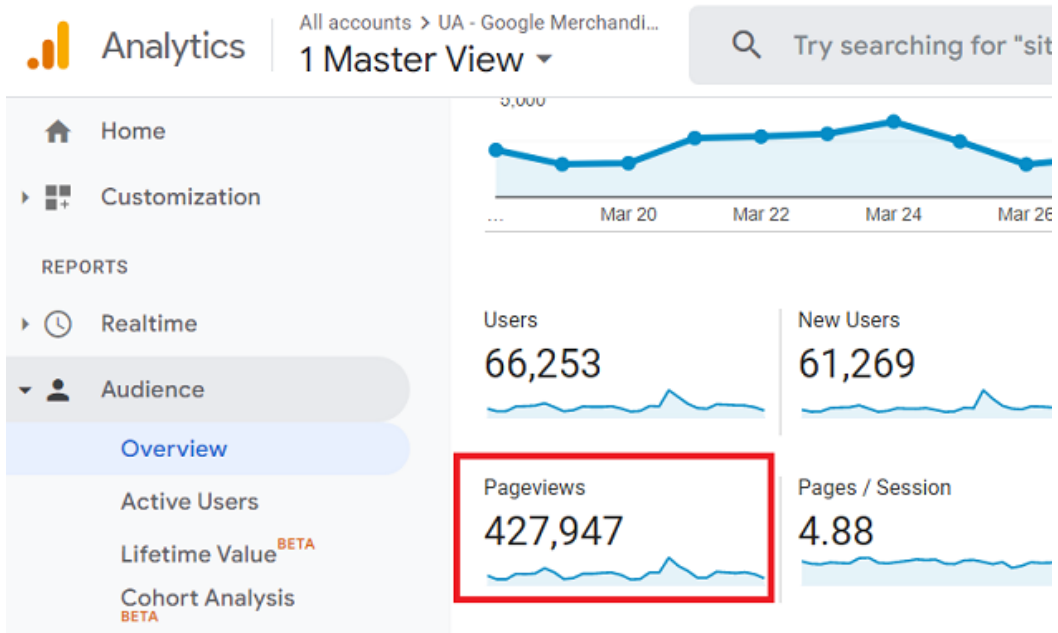 All accounts > UA - Google Merchandi...
Analytics
1 Master View
Try searching for "sit
Home
Customization
REPORTS
Realtime
Audience
Overview
Active Users
Lifetime Value BETA
Cohort Analysis
BETA
5,000
... Mar 20 Mar 22 Mar 24 Mar 26
Users
66,253
New Users
61,269
Pageviews
427,947
Pages / Session
4.88